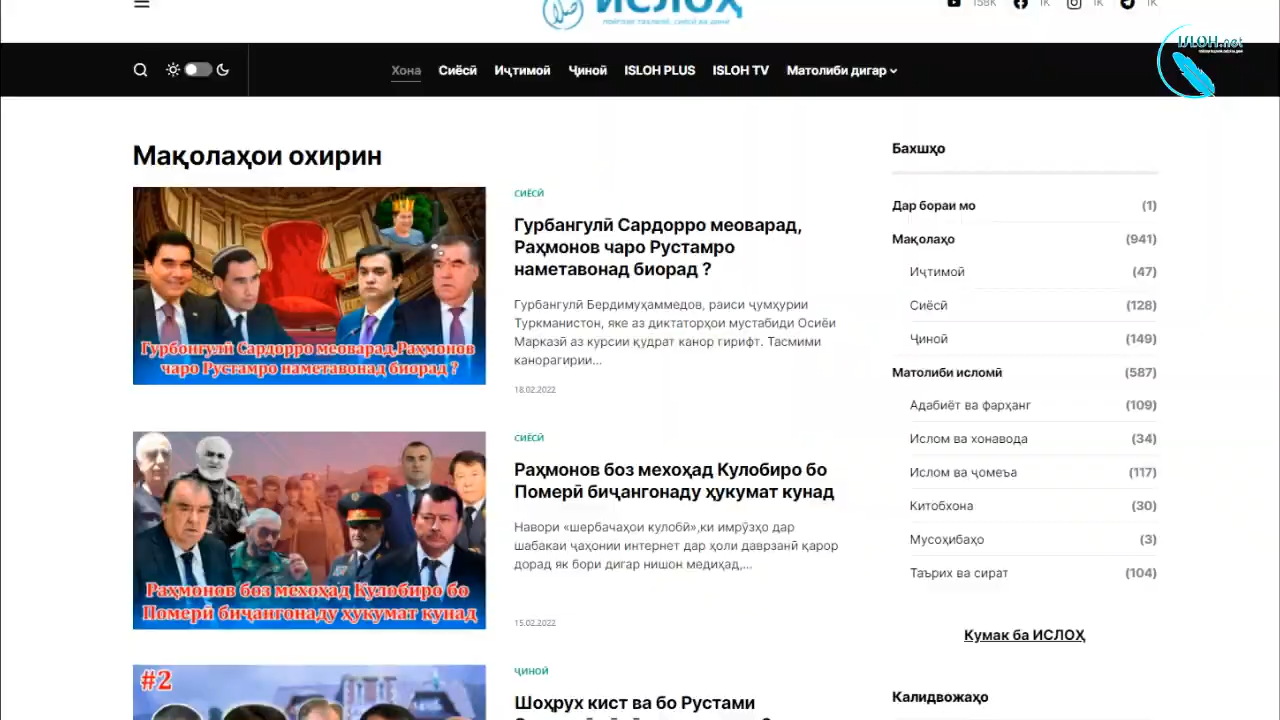 ИСЛОҲ
158K
1K
1K
1K
ISLOH.net
Хона
Сиёсӣ
Иҷтимоӣ
Ҷиноӣ
ISLOH PLUS
ISLOH TV
Матолиби дигар
Мақолаҳои охирин
Гурбонгулӣ Сардорро меоварад,Раҳмонов
чаро Рустамро наметавонад биорад ?
СИЁСӢ
Гурбангулӣ Сардорро меоварад,
Раҳмонов чаро Рустамро
наметавонад биорад ?
Гурбангулӣ Бердимуҳаммедов, раиси ҷумҳурии
Туркманистон, яке аз диктаторҳои мустабиди Осиёи
Марказӣ аз курсии қудрат канор гирифт. Тасмими
канорагирии...
18.02.2022
Раҳмонов боз мехоҳад Кулобиро бо
Померӣ биҷангонаду ҳукумат кунад
СИЁСӢ
Раҳмонов боз мехоҳад Кулобиро бо
Померӣ биҷангонаду ҳукумат кунад
Навори «шербачаҳои кулобӣ»,ки имрӯзҳо дар
шабакаи ҷаҳонии интернет дар ҳоли даврзанӣ қарор
дорад як бори дигар нишон медиҳад,...
15.02.2022
#2
ҶИНОӢ
Шоҳрух кист ва бо Рустами
Бахшҳо
Дар бораи мо (1)
Мақолаҳо (941)
Иҷтимоӣ (47)
Сиёсӣ (128)
Ҷиноӣ (149)
Матолиби исломӣ (587)
Адабиёт ва фарҳанг (109)
Ислом ва хонавода (34)
Ислом ва ҷомеъа (117)
Китобхона (30)
Мусоҳибаҳо (3)
Таърих ва сират (104)
Кумак ба ИСЛОҲ
Калидвожаҳо